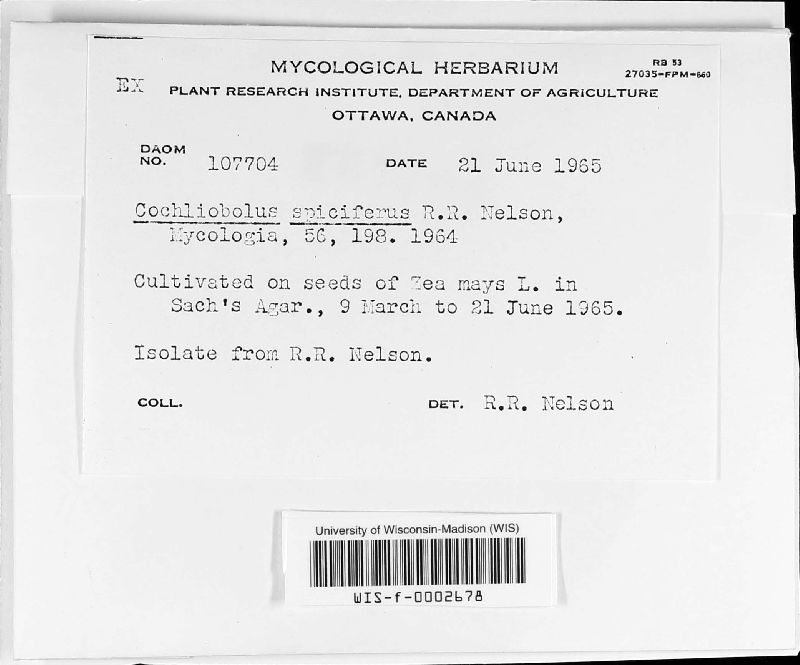 MYCOLOGICAL HERBARIUM
RB 53
27035-FPM-660
EX
PLANT RESEARCH INSTITUTE, DEPARTMENT OF AGRICULTURE
OTTAWA, CANADA
DAOM NO. 107704 DATE 21 June 1965
Cochliobolus spiciferus R.R. Nelson,
Mycologia, 56, 198. 1964
Cultivated on seeds of Zea mays L. in
Sach's Agar., 9 March to 21 June 1965.
Isolate from R.R. Nelson.
COLL. DET. R.R. Nelson
University of Wisconsin-Madison (WIS)
WIS-f-0002678